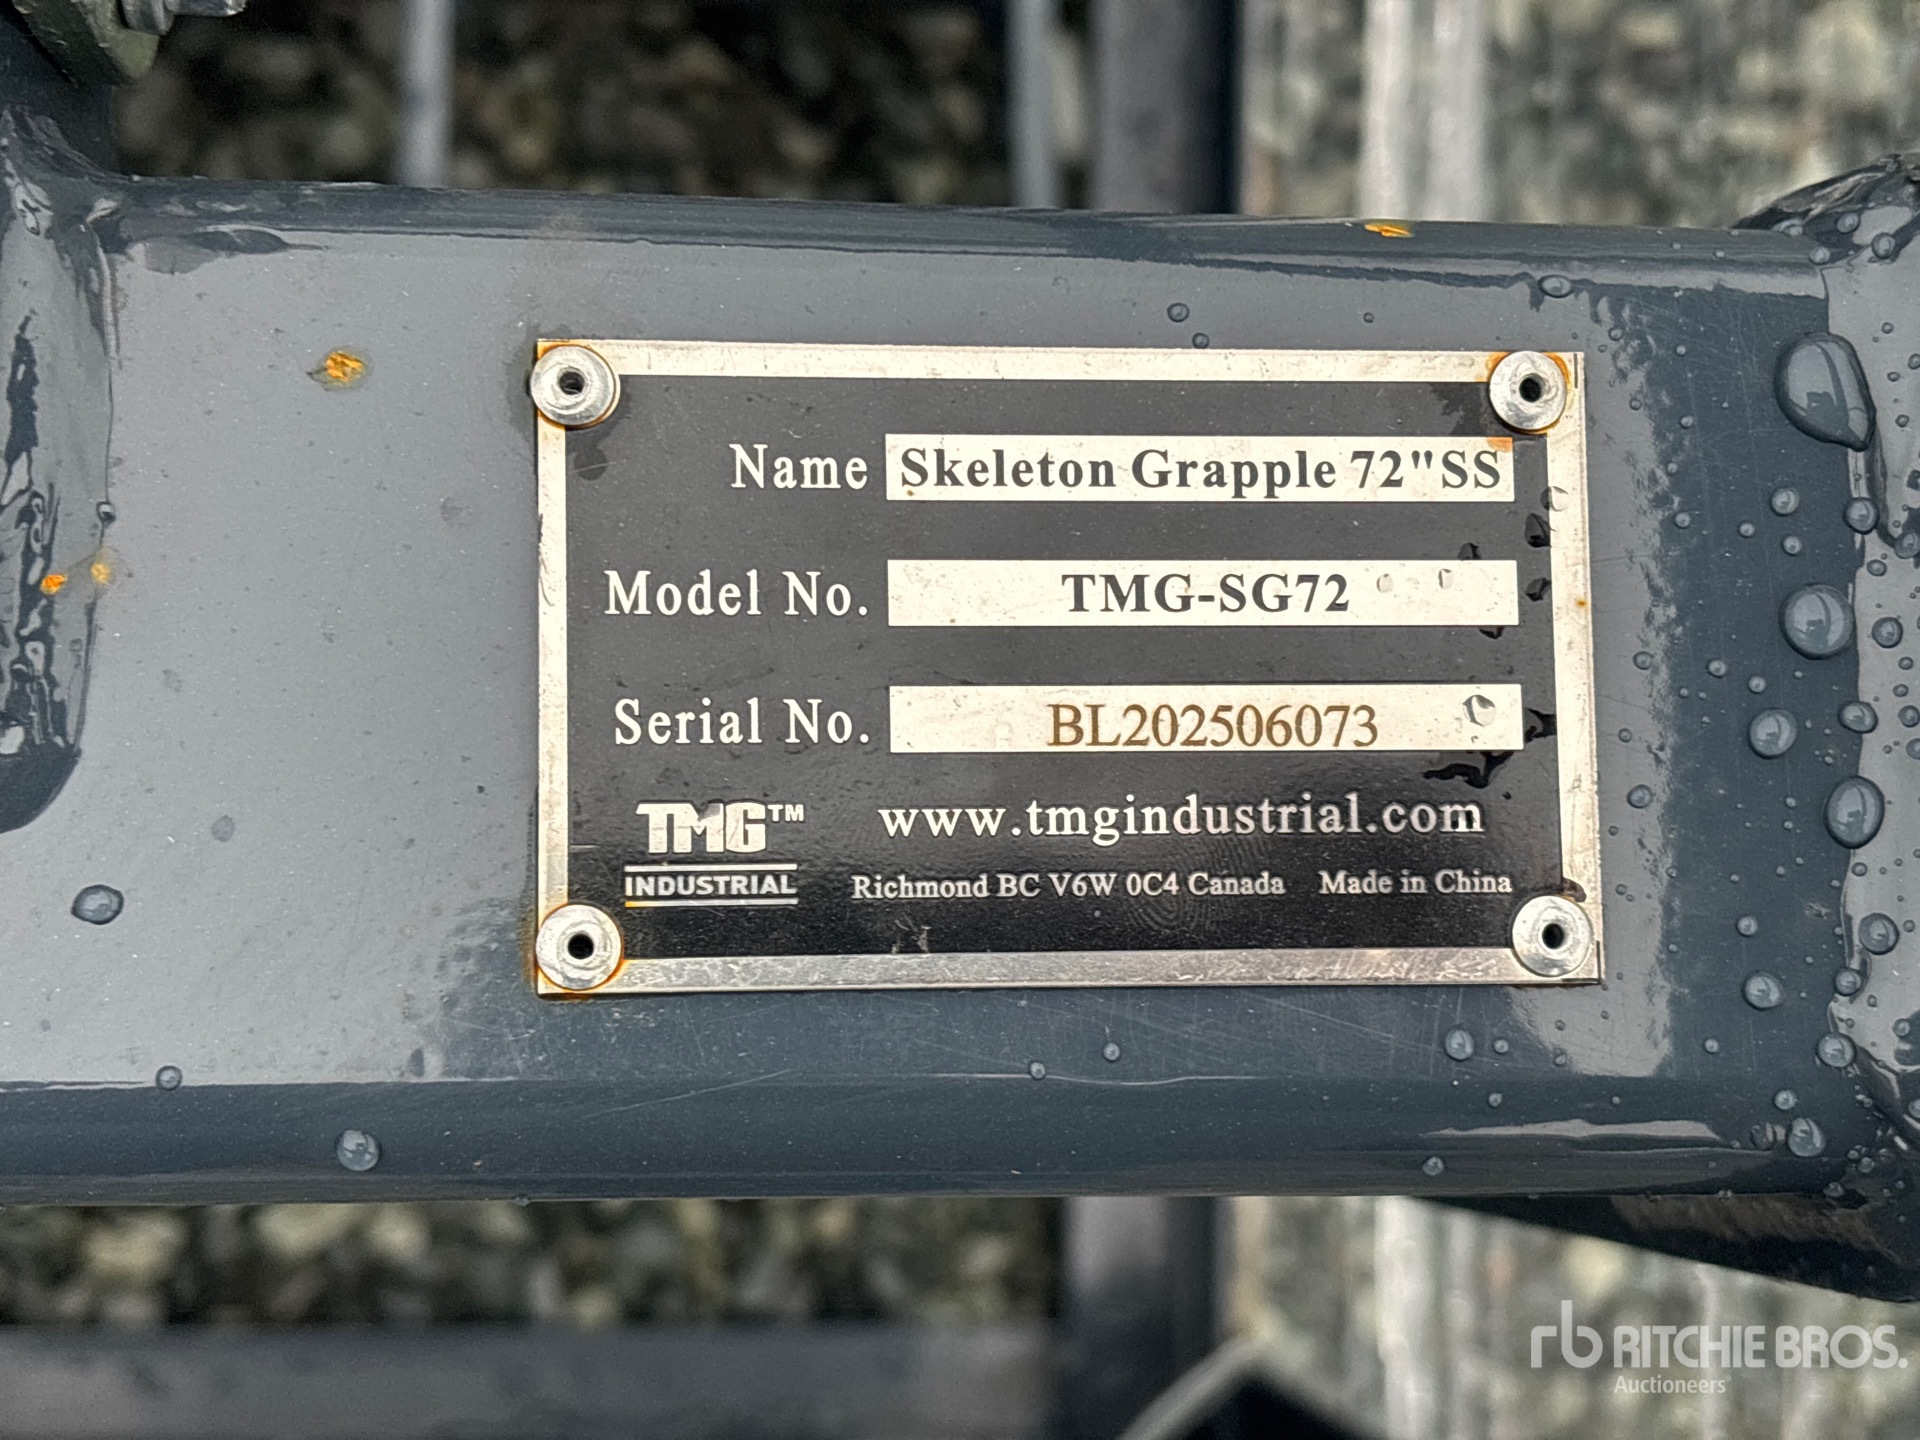 Name Skeleton Grapple 72"SS
Model No. TMG-SG72
Serial No. BL202506073
TMG™ www.tmgindustrial.com
INDUSTRIAL Richmond BC V6W 0C4 Canada Made in China
rb RITCHIE BROS.
Auctioneers